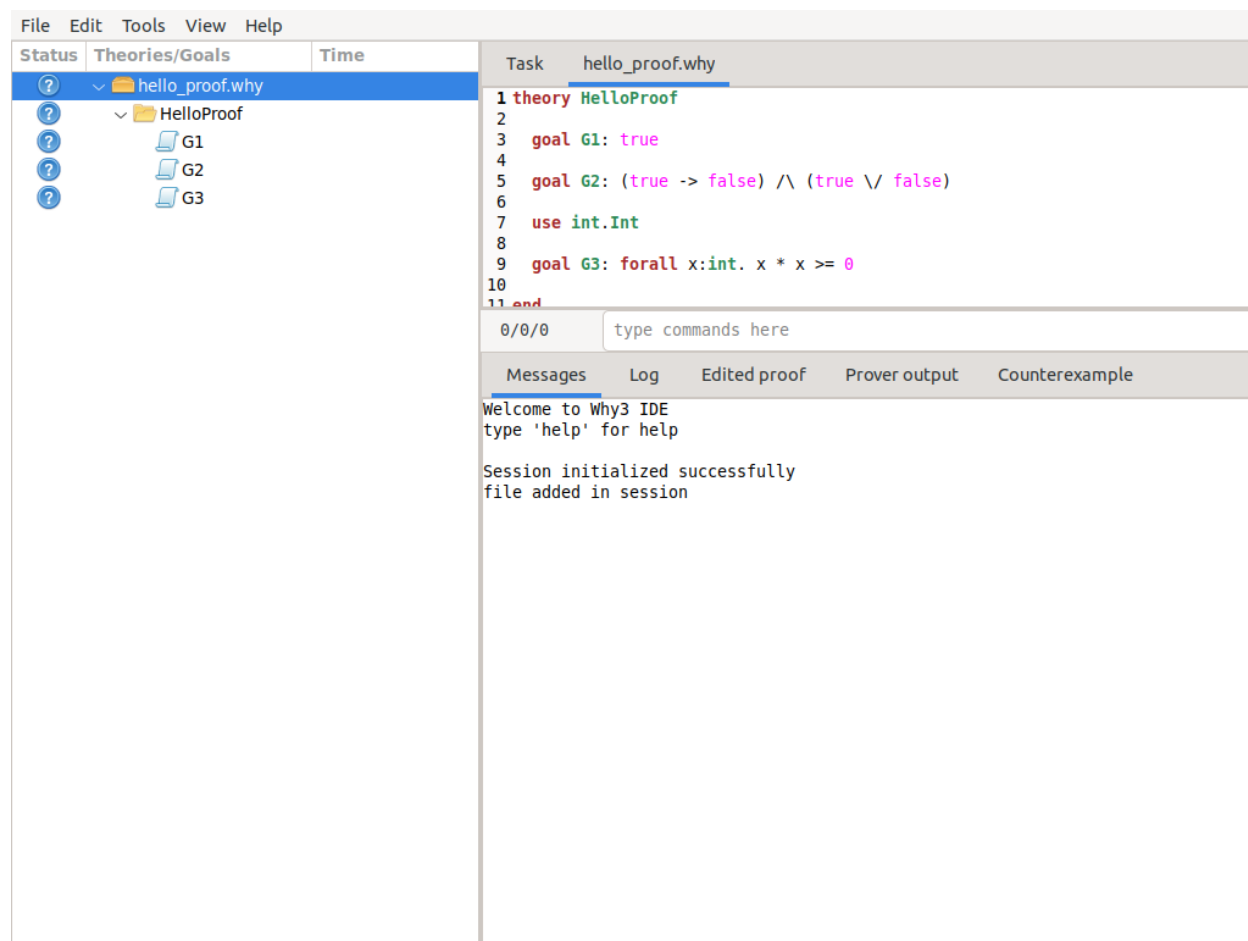 File Edit Tools View Help
Status Theories/Goals Time
hello_proof.why
HelloProof
G1
G2
G3
Task hello_proof.why
1 theory HelloProof
2
3 goal G1: true
4
5 goal G2: (true -> false) /\ (true \/ false)
6
7 use int.Int
8
9 goal G3: forall x:int. x * x >= 0
10
11 end
0/0/0 type commands here
Messages Log Edited proof Prover output Counterexample
Welcome to Why3 IDE
type 'help' for help
Session initialized successfully
file added in session